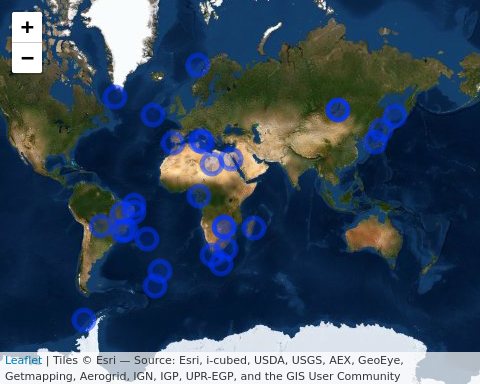 +
−
Leaflet | Tiles © Esri — Source: Esri, i-cubed, USDA, USGS, AEX, GeoEye,
Getmapping, Aerogrid, IGN, IGP, UPR-EGP, and the GIS User Community